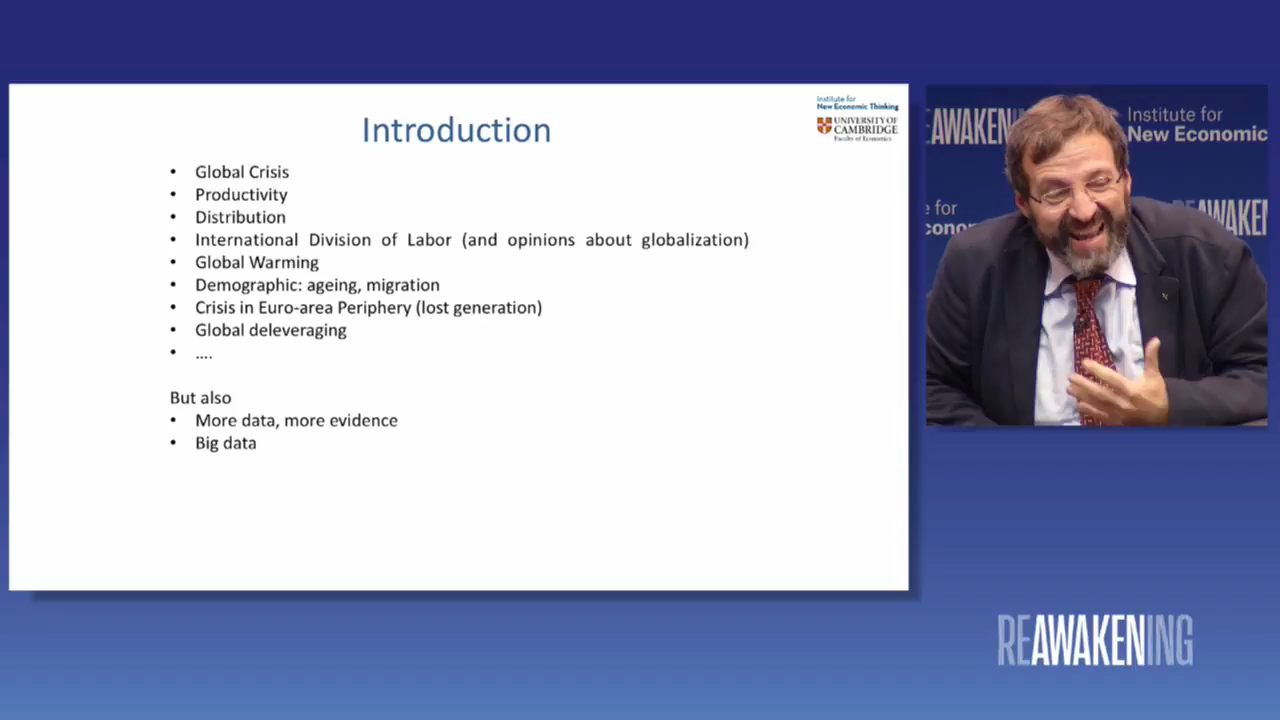 Institute for
New Economic Thinking
UNIVERSITY OF
CAMBRIDGE
Faculty of Economics
Introduction
• Global Crisis
• Productivity
• Distribution
• International Division of Labor (and opinions about globalization)
• Global Warming
• Demographic: ageing, migration
• Crisis in Euro-area Periphery (lost generation)
• Global deleveraging
• ....
But also
• More data, more evidence
• Big data
EAWAKEN
Institute for
New Economic
e for
conom
REAWAKEN
REAWAKENING